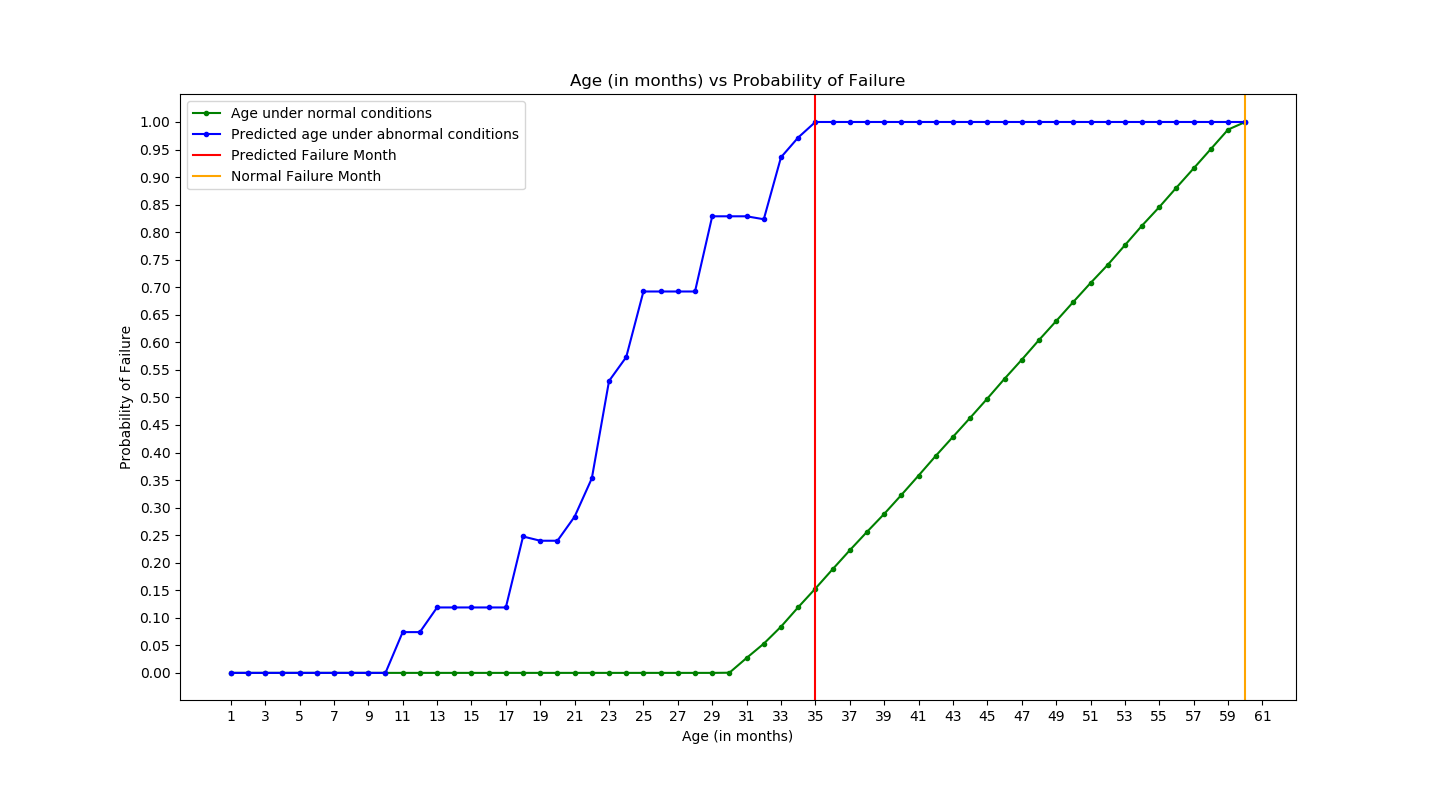 Age (in months) vs Probability of Failure
Age under normal conditions
Predicted age under abnormal conditions
Predicted Failure Month
Normal Failure Month
Probability of Failure
1.00
0.95
0.90
0.85
0.80
0.75
0.70
0.65
0.60
0.55
0.50
0.45
0.40
0.35
0.30
0.25
0.20
0.15
0.10
0.05
0.00
1 3 5 7 9 11 13 15 17 19 21 23 25 27 29 31 33 35 37 39 41 43 45 47 49 51 53 55 57 59 61
Age (in months)